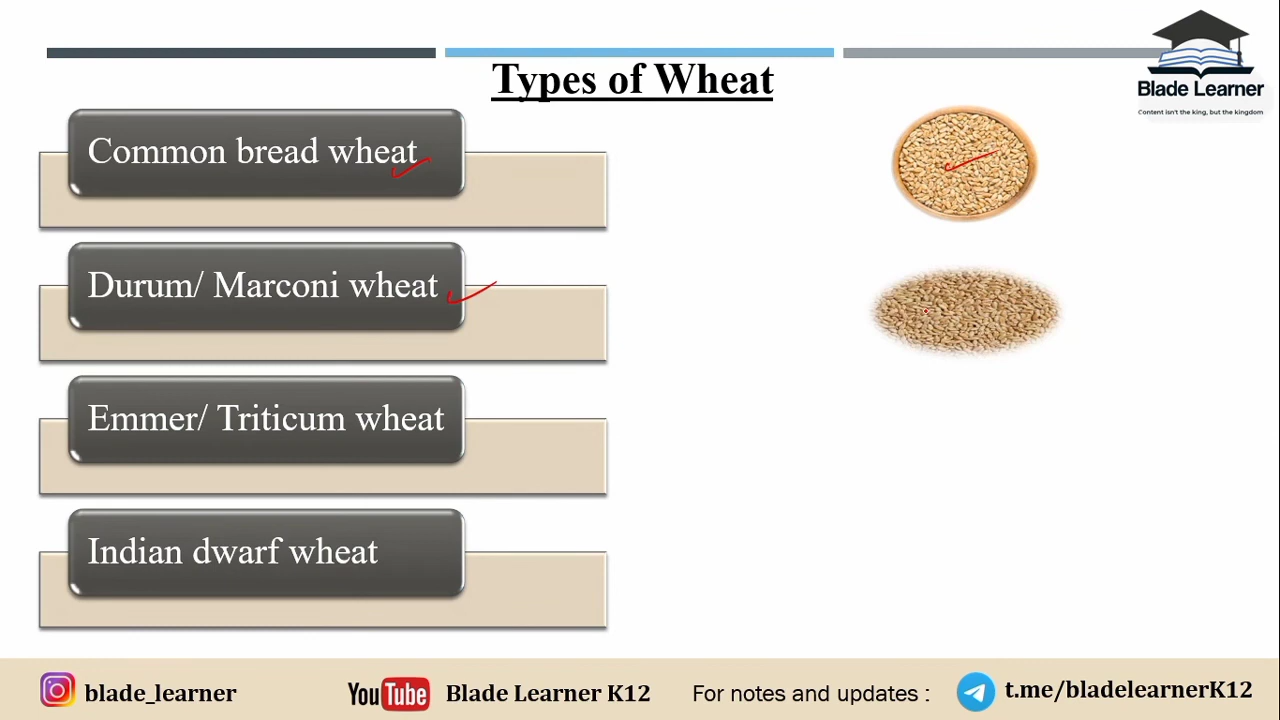 Types of Wheat
Blade Learner
Content isn't the king, but the kingdom
Common bread wheat
Durum/ Marconi wheat
Emmer/ Triticum wheat
Indian dwarf wheat
blade_learner
YouTube Blade Learner K12
For notes and updates :
t.me/bladelearnerK12